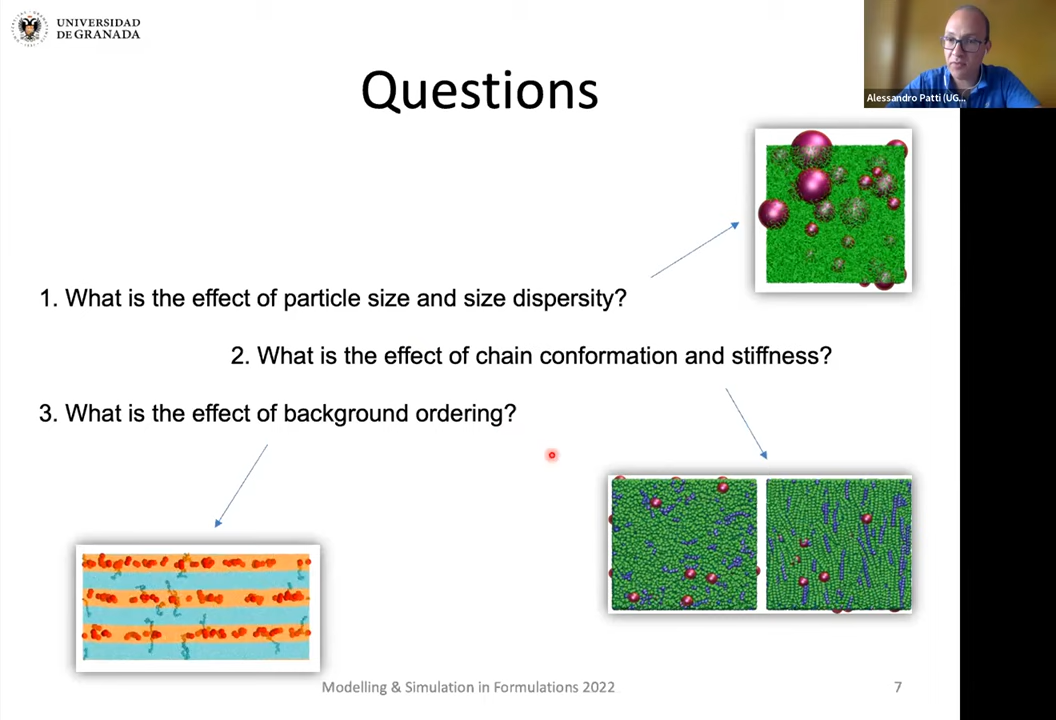 UNIVERSIDAD
DE GRANADA
Questions
Alessandro Patti (UG...
1. What is the effect of particle size and size dispersity?
2. What is the effect of chain conformation and stiffness?
3. What is the effect of background ordering?
Modelling & Simulation in Formulations 2022
7